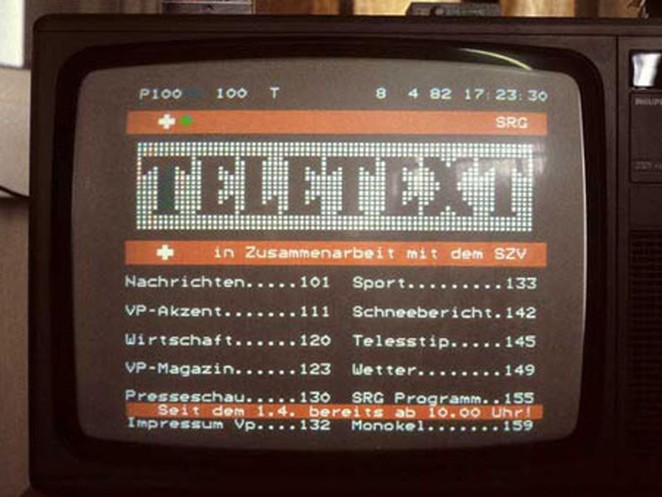 P100 100 T 8 4 82 17:23:30
SRG
TELETEXT
in Zusammenarbeit mit dem SZV
Nachrichten.....101 Sport.........133
VP-Akzent.......111 Schneebericht.142
Wirtschaft......120 Telesstip.....145
VP-Magazin......123 Wetter........149
Presseschau.....130 SRG Programm..155
Seit dem 1.4. bereits ab 10.00 Uhr!
Impressum Vp....132 Monokel.......159
PHILIPS